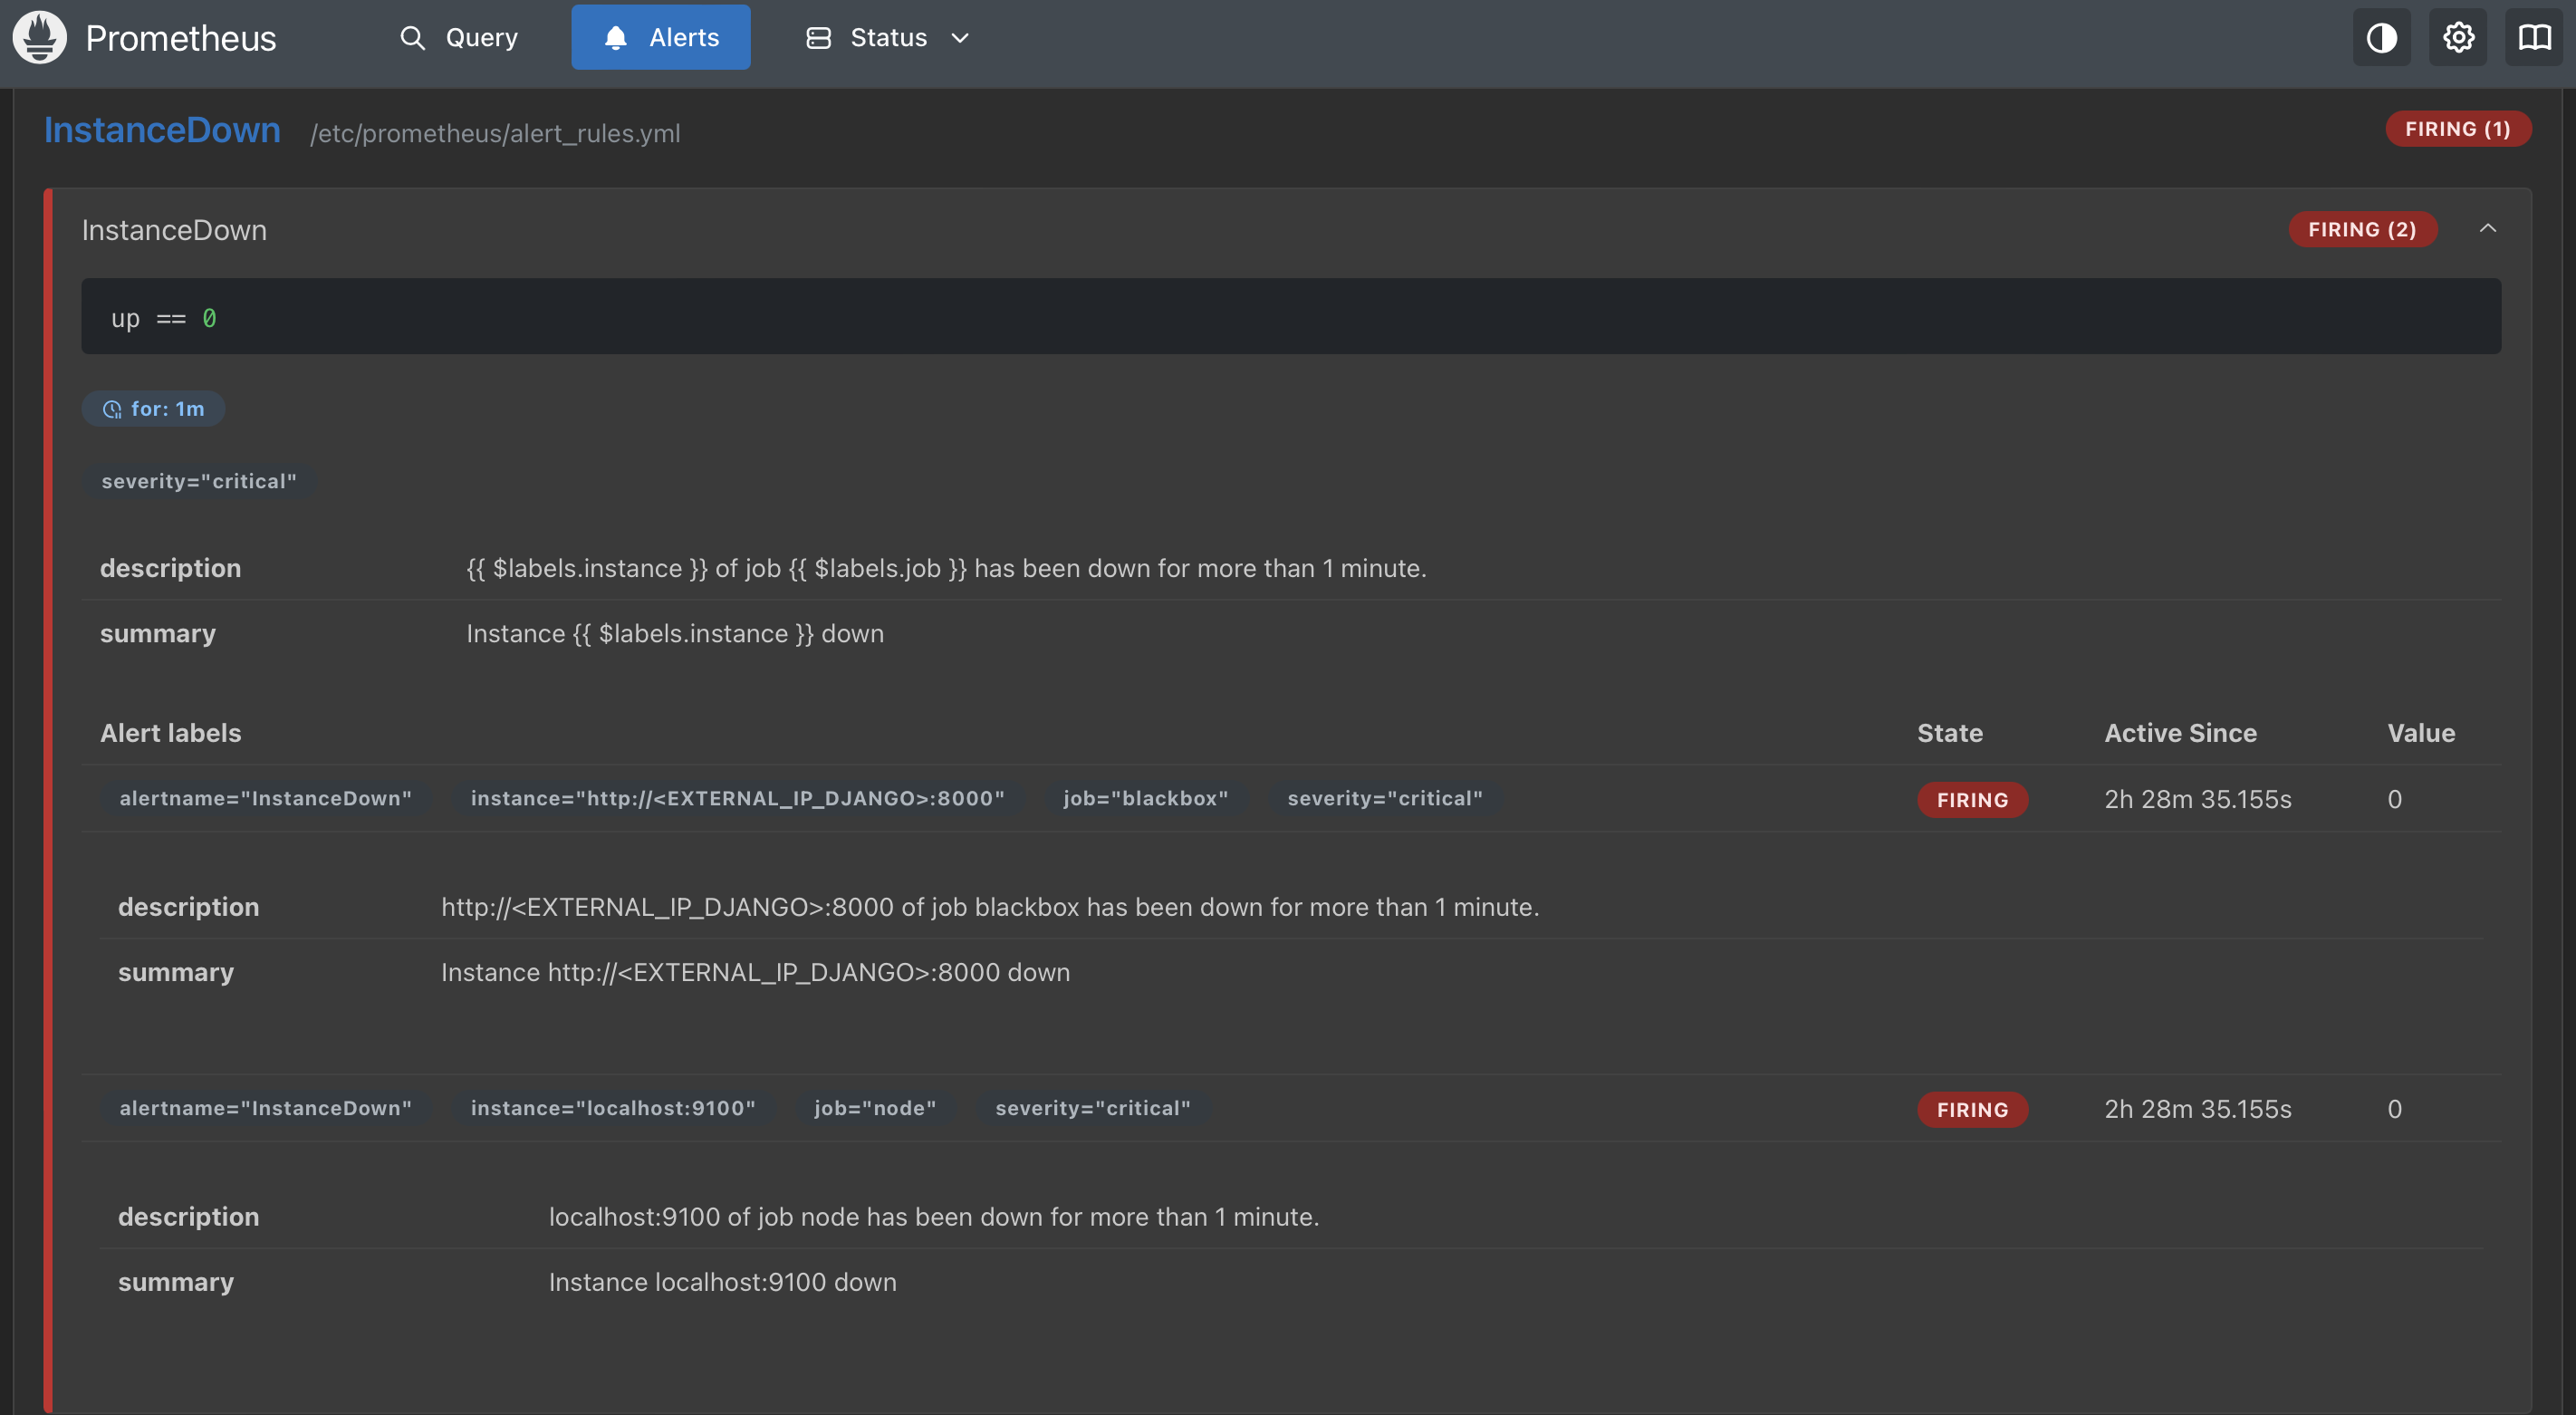 Prometheus Query Alerts Status
InstanceDown /etc/prometheus/alert_rules.yml FIRING (1)
InstanceDown FIRING (2)
up == 0
for: 1m
severity="critical"
description {{ $labels.instance }} of job {{ $labels.job }} has been down for more than 1 minute.
summary Instance {{ $labels.instance }} down
Alert labels State Active Since Value
alertname="InstanceDown" instance="http://<EXTERNAL_IP_DJANGO>:8000" job="blackbox" severity="critical" FIRING 2h 28m 35.155s 0
description http://<EXTERNAL_IP_DJANGO>:8000 of job blackbox has been down for more than 1 minute.
summary Instance http://<EXTERNAL_IP_DJANGO>:8000 down
alertname="InstanceDown" instance="localhost:9100" job="node" severity="critical" FIRING 2h 28m 35.155s 0
description localhost:9100 of job node has been down for more than 1 minute.
summary Instance localhost:9100 down